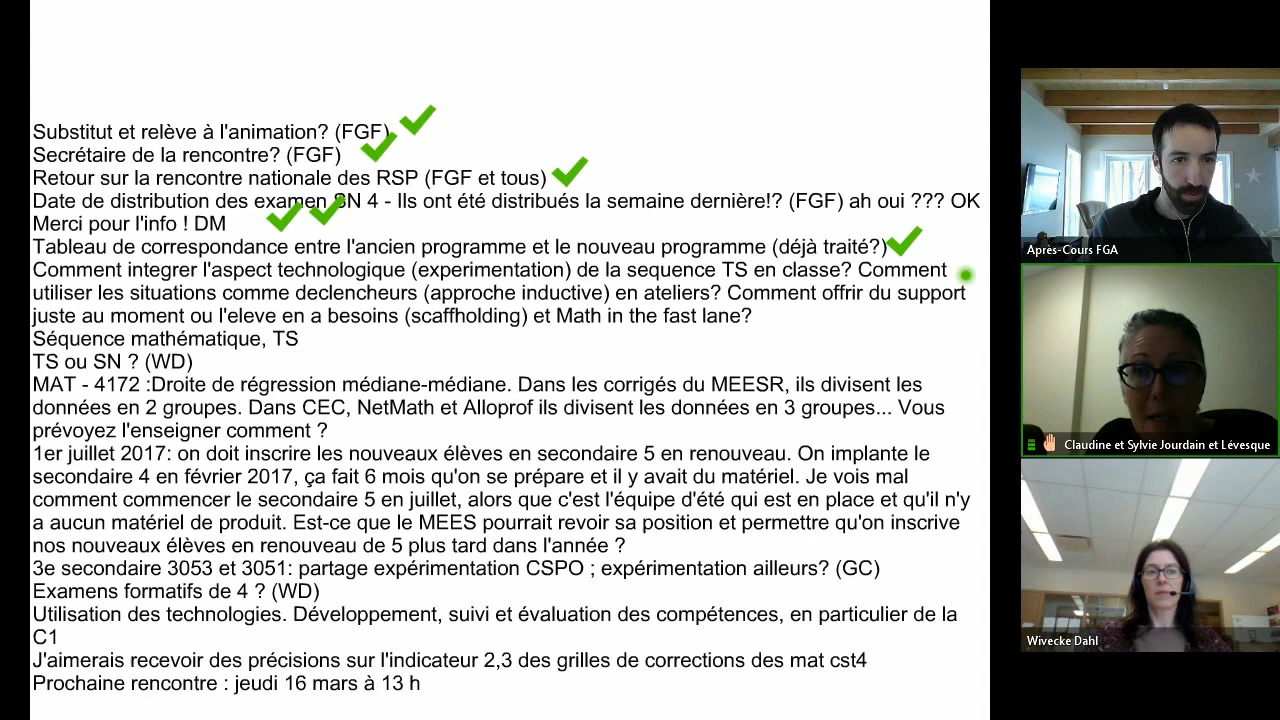 Substitut et relève à l'animation? (FGF)
Secrétaire de la rencontre? (FGF)
Retour sur la rencontre nationale des RSP (FGF et tous)
Date de distribution des examen SN 4 - Ils ont été distribués la semaine dernière!? (FGF) ah oui ??? OK
Merci pour l'info ! DM
Tableau de correspondance entre l'ancien programme et le nouveau programme (déjà traité?)
Comment integrer l'aspect technologique (experimentation) de la sequence TS en classe? Comment
utiliser les situations comme declencheurs (approche inductive) en ateliers? Comment offrir du support
juste au moment ou l'eleve en a besoins (scaffholding) et Math in the fast lane?
Séquence mathématique, TS
TS ou SN ? (WD)
MAT - 4172 :Droite de régression médiane-médiane. Dans les corrigés du MEESR, ils divisent les
données en 2 groupes. Dans CEC, NetMath et Alloprof ils divisent les données en 3 groupes... Vous
prévoyez l'enseigner comment ?
1er juillet 2017: on doit inscrire les nouveaux élèves en secondaire 5 en renouveau. On implante le
secondaire 4 en février 2017, ça fait 6 mois qu'on se prépare et il y avait du matériel. Je vois mal
comment commencer le secondaire 5 en juillet, alors que c'est l'équipe d'été qui est en place et qu'il n'y
a aucun matériel de produit. Est-ce que le MEES pourrait revoir sa position et permettre qu'on inscrive
nos nouveaux élèves en renouveau de 5 plus tard dans l'année ?
3e secondaire 3053 et 3051: partage expérimentation CSPO ; expérimentation ailleurs? (GC)
Examens formatifs de 4 ? (WD)
Utilisation des technologies. Développement, suivi et évaluation des compétences, en particulier de la
C1
J'aimerais recevoir des précisions sur l'indicateur 2,3 des grilles de corrections des mat cst4
Prochaine rencontre : jeudi 16 mars à 13 h
Après-Cours FGA
Claudine et Sylvie Jourdain et Lévesque
Wivecke Dahl